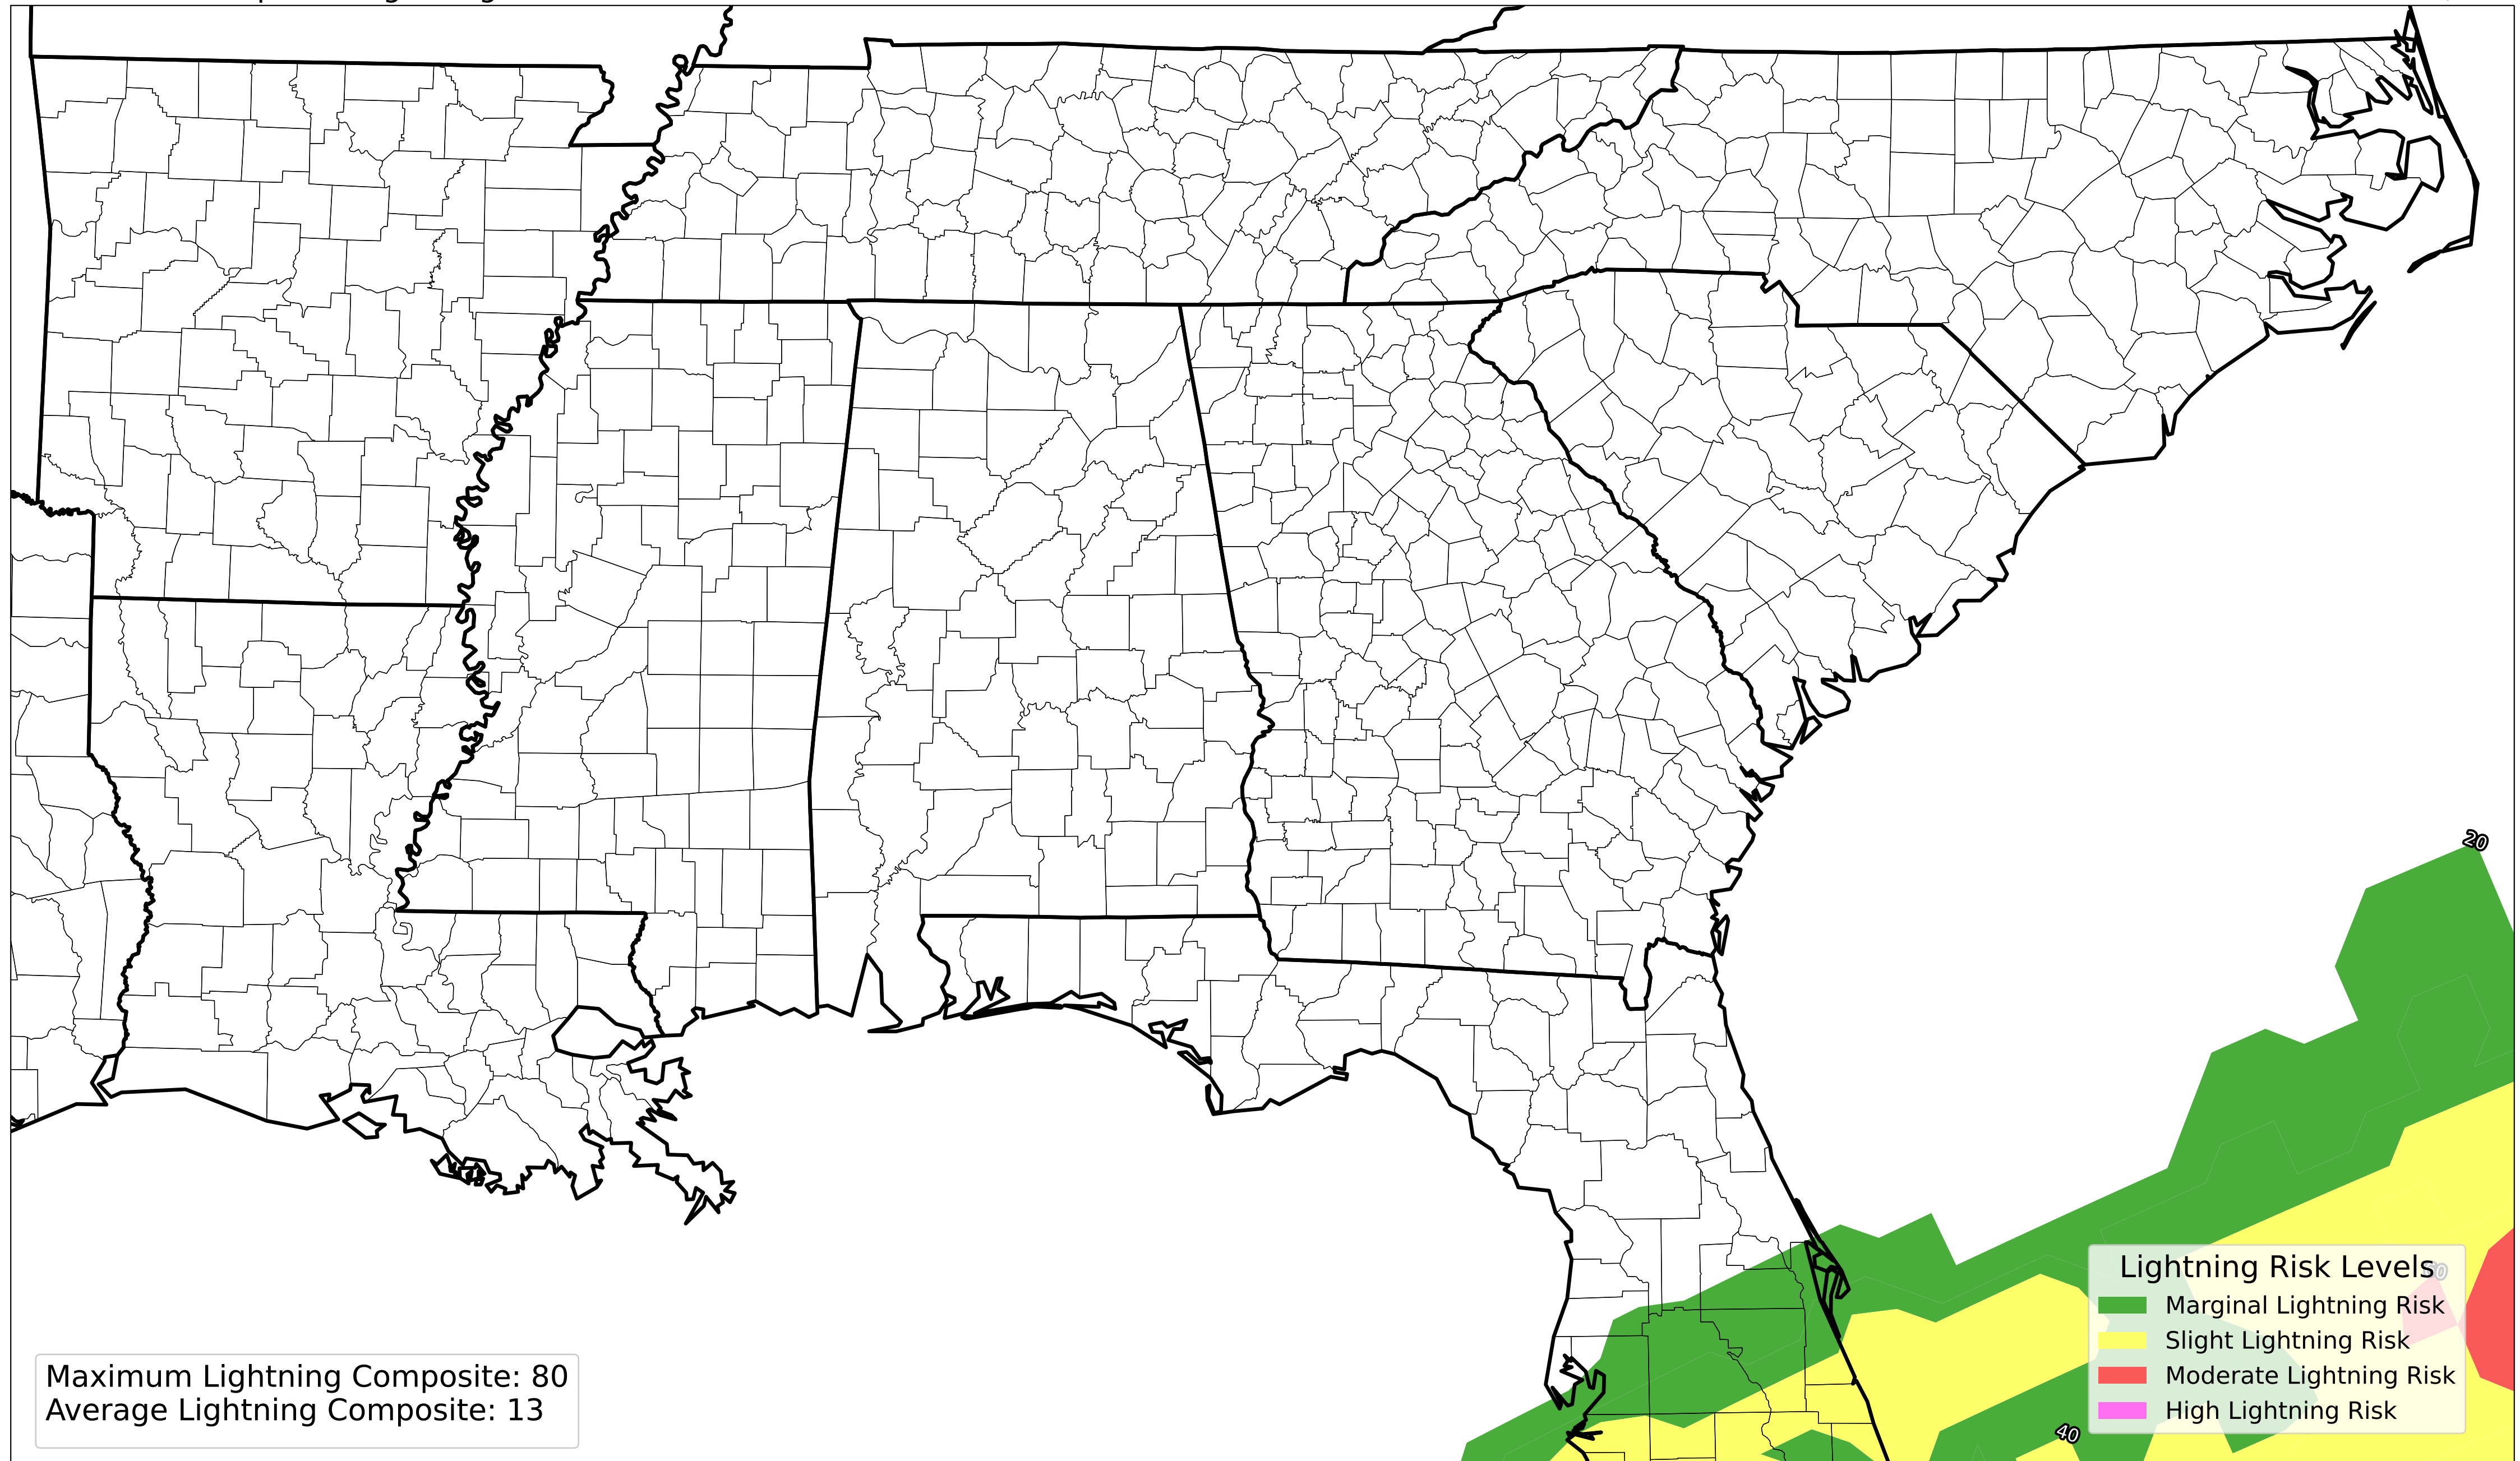 20
Lightning Risk Levels
Marginal Lightning Risk
Slight Lightning Risk
Moderate Lightning Risk
High Lightning Risk
Maximum Lightning Composite: 80
Average Lightning Composite: 13
40